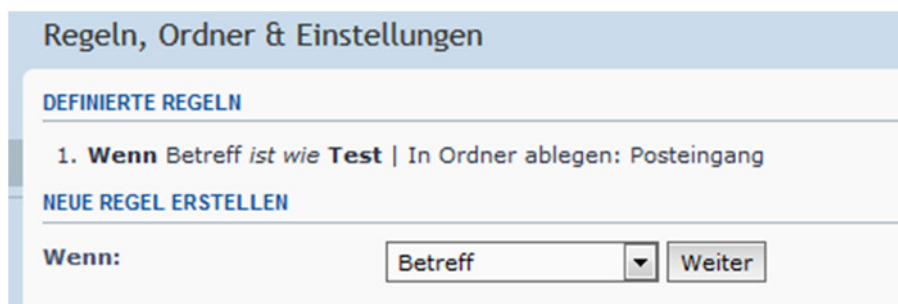 Regeln, Ordner & Einstellungen
DEFINIERTE REGELN
1. Wenn Betreff ist wie Test | In Ordner ablegen: Posteingang
NEUE REGEL ERSTELLEN
Wenn: Betreff Weiter